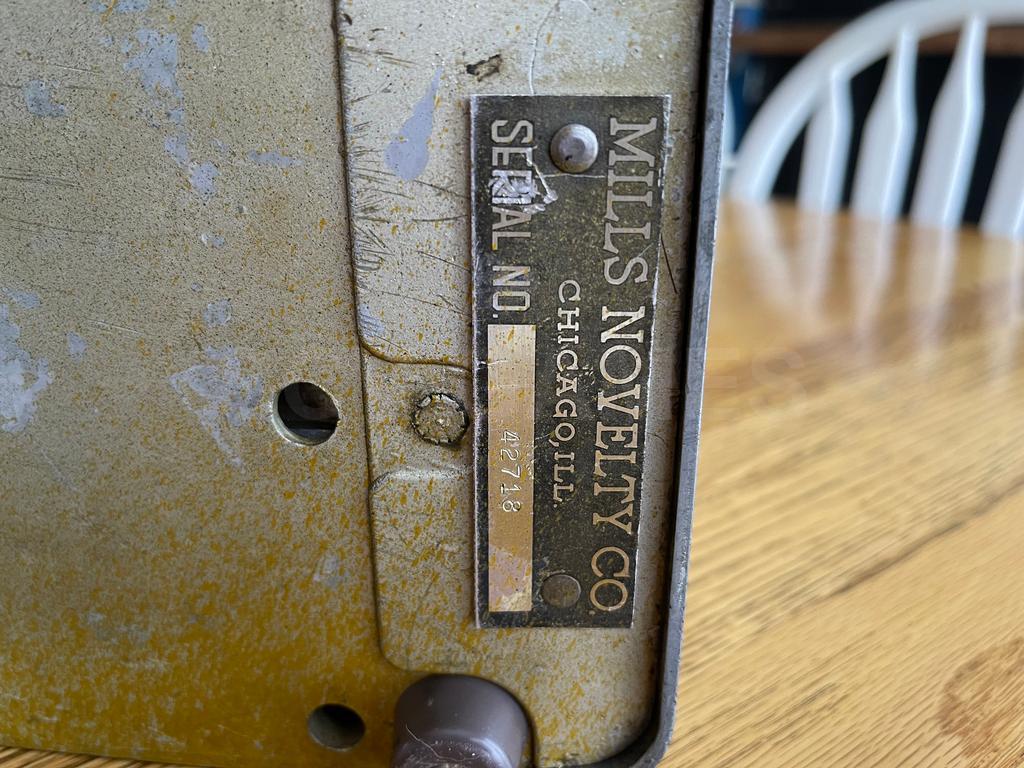 MILLS NOVELTY CO.
CHICAGO, ILL.
SERIAL NO. 42718